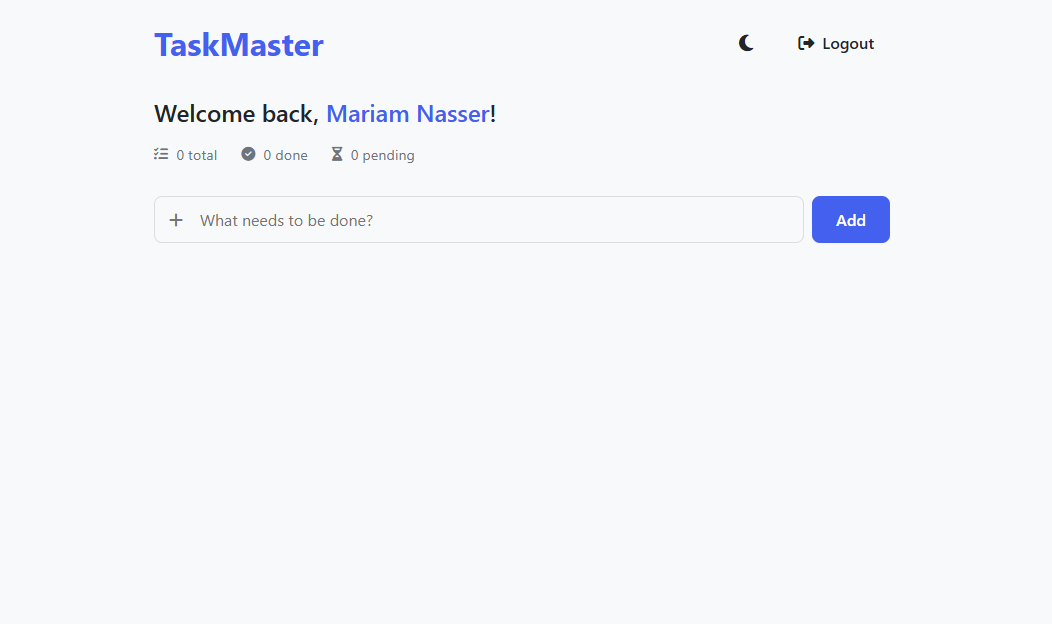 TaskMaster
Logout
Welcome back, Mariam Nasser!
0 total 0 done 0 pending
What needs to be done?
Add